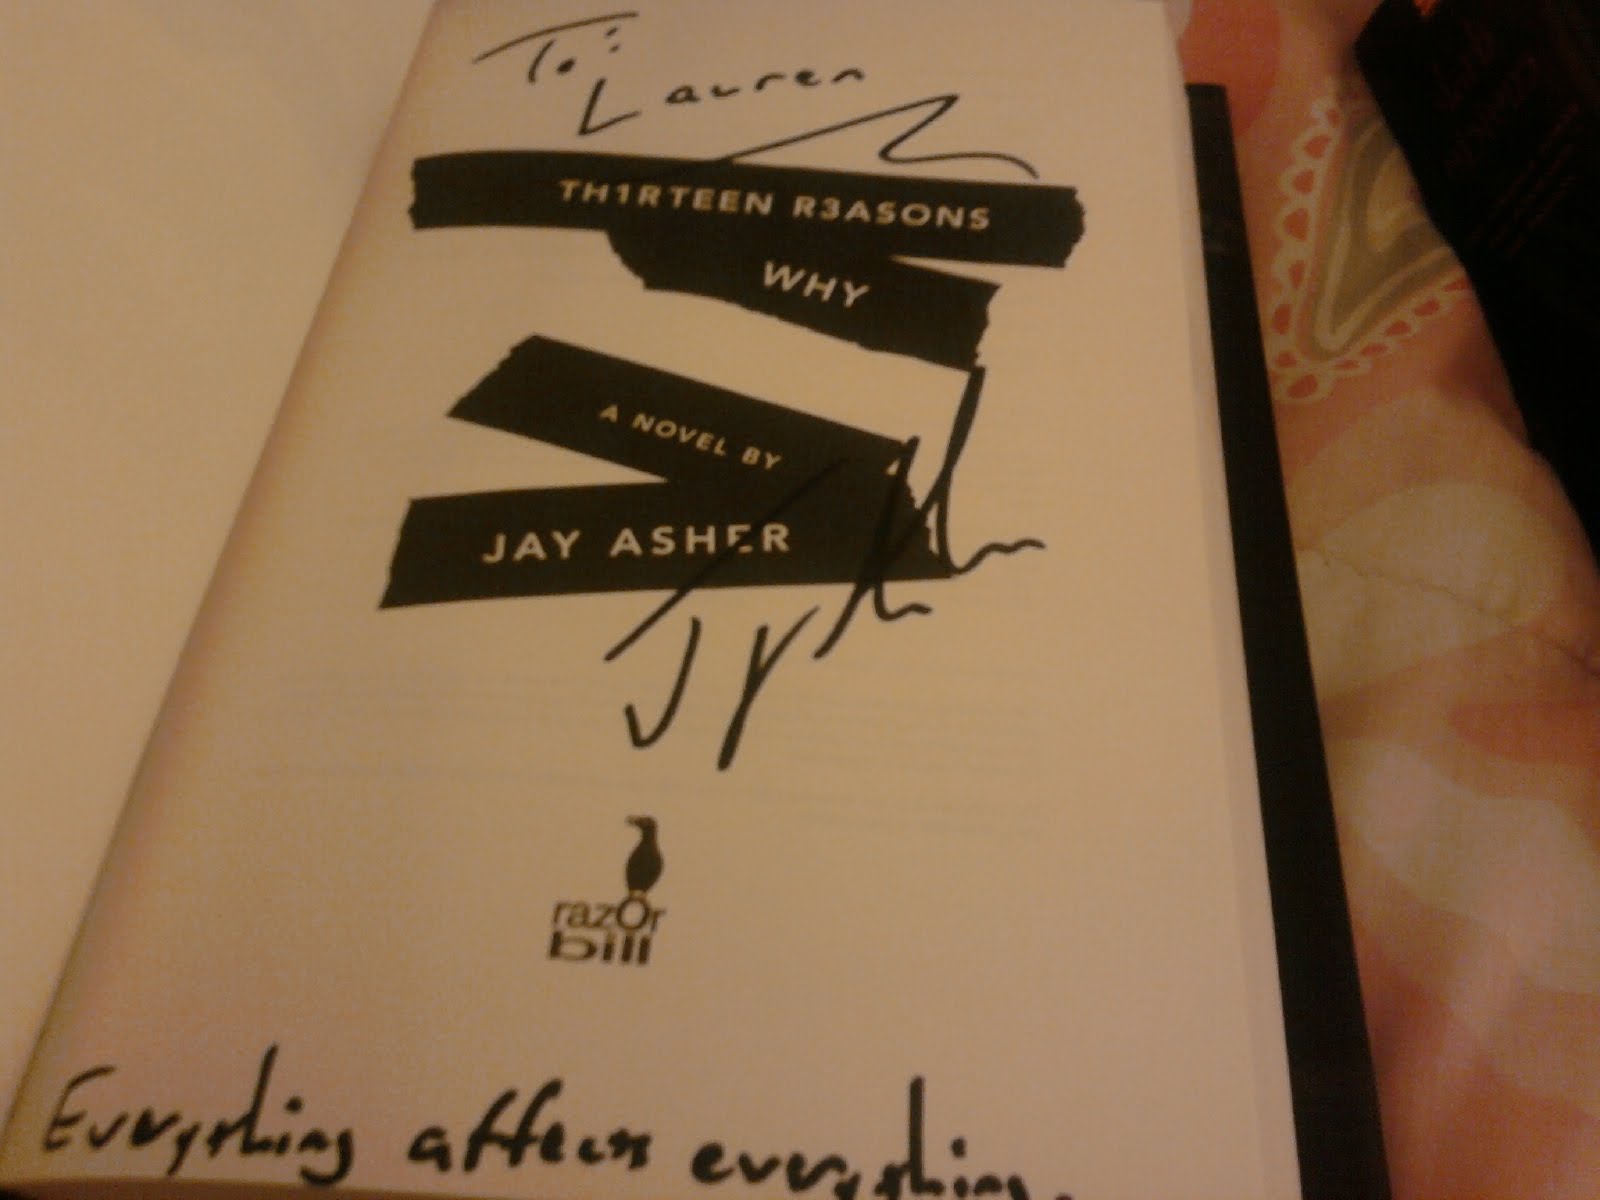 To:
Lauren
TH1RTEEN R3ASONS
WHY
A NOVEL BY
JAY ASHER
razOr
bill
Everything affects everything.